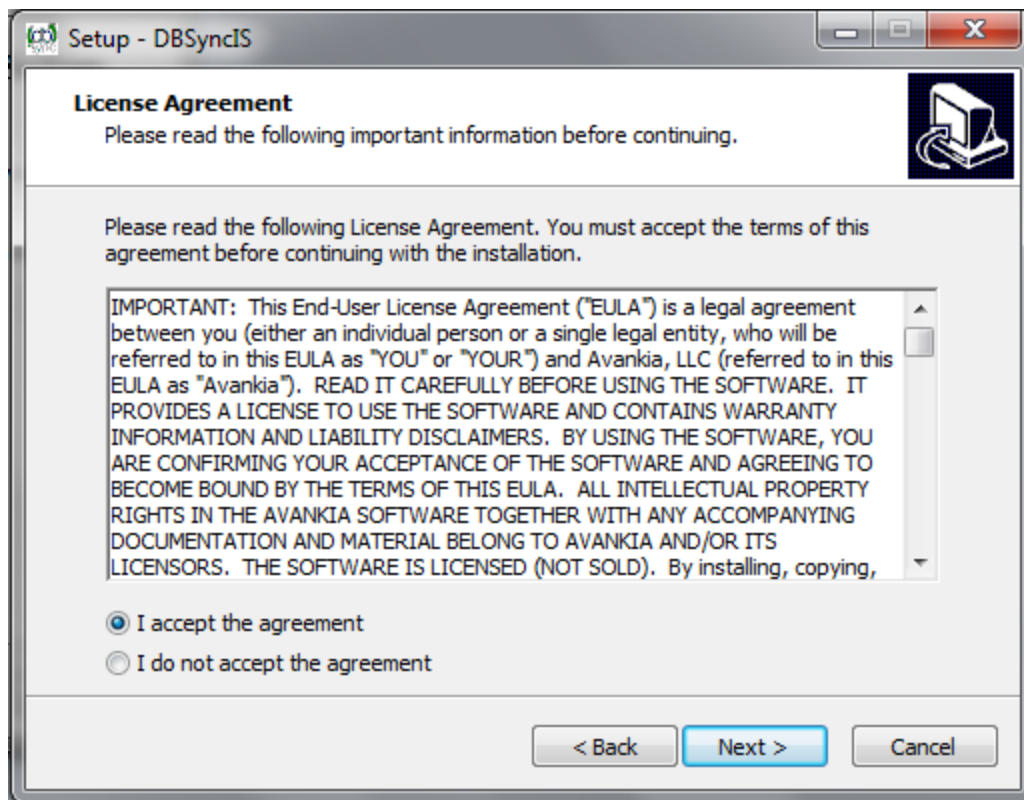 Setup - DBSyncIS
License Agreement
Please read the following important information before continuing.
Please read the following License Agreement. You must accept the terms of this
agreement before continuing with the installation.
IMPORTANT:  This End-User License Agreement ("EULA") is a legal agreement
between you (either an individual person or a single legal entity, who will be
referred to in this EULA as "YOU" or "YOUR") and Avankia, LLC (referred to in this
EULA as "Avankia").  READ IT CAREFULLY BEFORE USING THE SOFTWARE.  IT
PROVIDES A LICENSE TO USE THE SOFTWARE AND CONTAINS WARRANTY
INFORMATION AND LIABILITY DISCLAIMERS.  BY USING THE SOFTWARE, YOU
ARE CONFIRMING YOUR ACCEPTANCE OF THE SOFTWARE AND AGREEING TO
BECOME BOUND BY THE TERMS OF THIS EULA.  ALL INTELLECTUAL PROPERTY
RIGHTS IN THE AVANKIA SOFTWARE TOGETHER WITH ANY ACCOMPANYING
DOCUMENTATION AND MATERIAL BELONG TO AVANKIA AND/OR ITS
LICENSORS.  THE SOFTWARE IS LICENSED (NOT SOLD).  By installing, copying,
I accept the agreement
I do not accept the agreement
< Back
Next >
Cancel